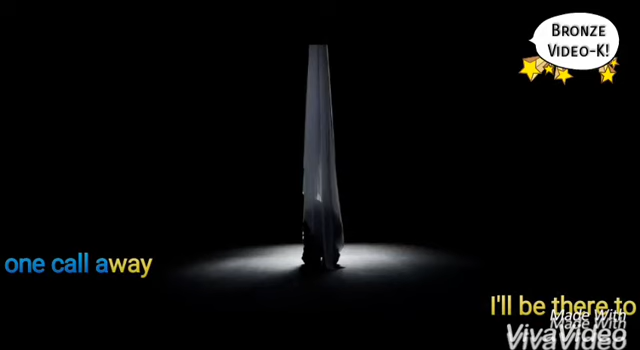 BRONZE
VIDEO-K!
one call away
I'll be there to
Made With
Made With
VivaVideo
VivaVideo